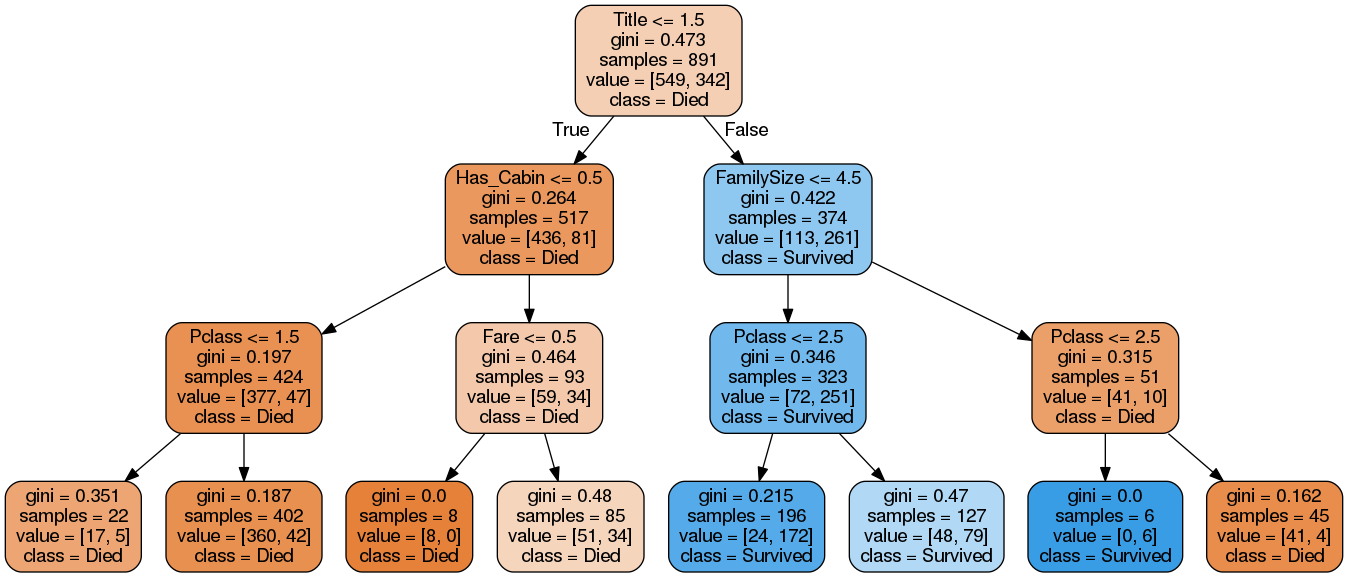 Title <= 1.5
gini = 0.473
samples = 891
value = [549, 342]
class = Died
True
False
Has_Cabin <= 0.5
gini = 0.264
samples = 517
value = [436, 81]
class = Died
FamilySize <= 4.5
gini = 0.422
samples = 374
value = [113, 261]
class = Survived
Pclass <= 1.5
gini = 0.197
samples = 424
value = [377, 47]
class = Died
Fare <= 0.5
gini = 0.464
samples = 93
value = [59, 34]
class = Died
Pclass <= 2.5
gini = 0.346
samples = 323
value = [72, 251]
class = Survived
Pclass <= 2.5
gini = 0.315
samples = 51
value = [41, 10]
class = Died
gini = 0.351
samples = 22
value = [17, 5]
class = Died
gini = 0.187
samples = 402
value = [360, 42]
class = Died
gini = 0.0
samples = 8
value = [8, 0]
class = Died
gini = 0.48
samples = 85
value = [51, 34]
class = Died
gini = 0.215
samples = 196
value = [24, 172]
class = Survived
gini = 0.47
samples = 127
value = [48, 79]
class = Survived
gini = 0.0
samples = 6
value = [0, 6]
class = Survived
gini = 0.162
samples = 45
value = [41, 4]
class = Died